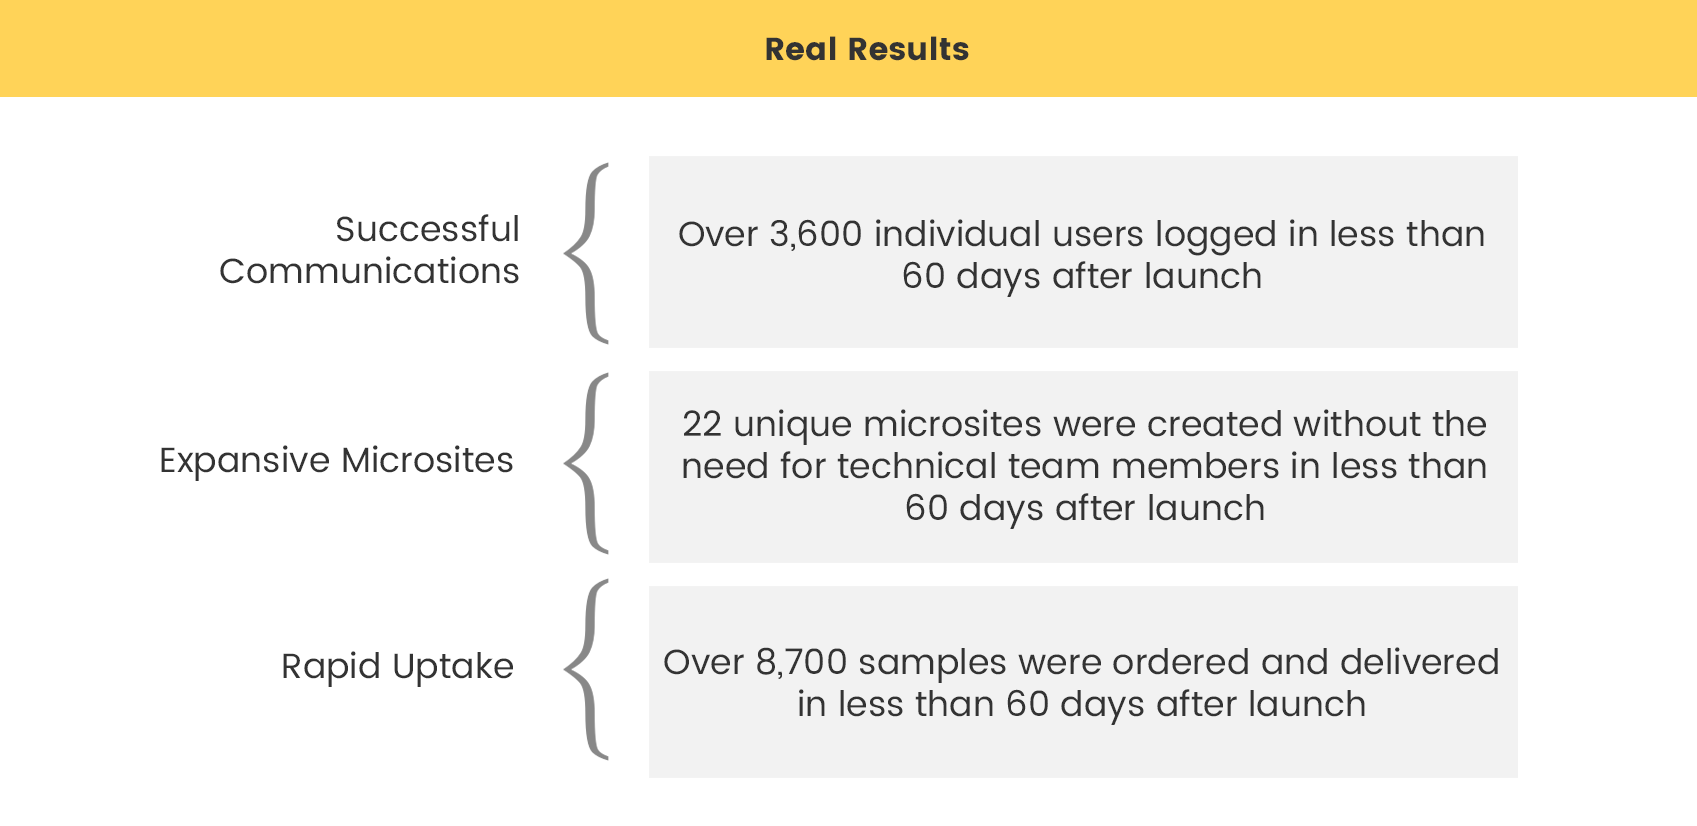 Real Results
Successful
Communications
Over 3,600 individual users logged in less than
60 days after launch
Expansive Microsites
22 unique microsites were created without the
need for technical team members in less than
60 days after launch
Rapid Uptake
Over 8,700 samples were ordered and delivered
in less than 60 days after launch